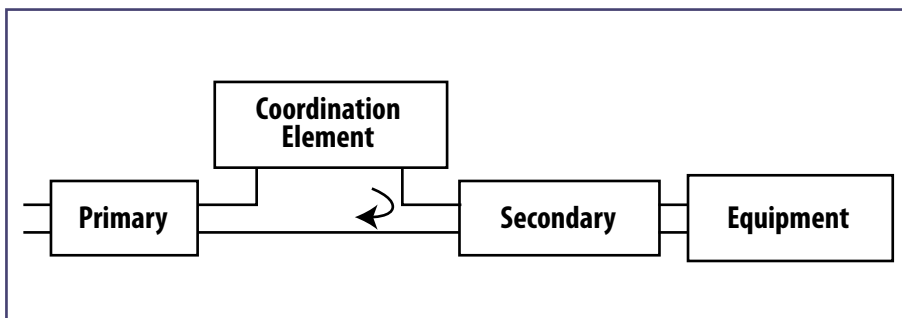 Coordination
Element
Primary
Secondary
Equipment